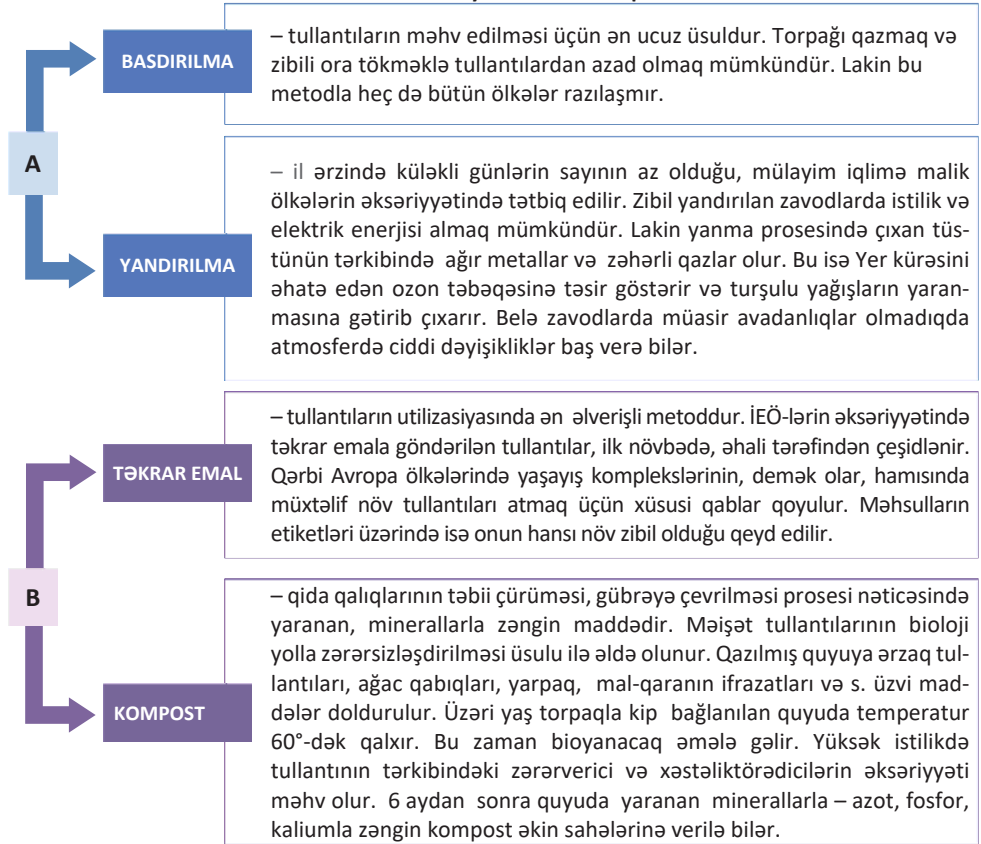 A
BASDIRILMA
– tullantıların məhv edilməsi üçün ən ucuz üsuldur. Torpağı qazmaq və
zibili ora tökməklə tullantılardan azad olmaq mümkündür. Lakin bu
metodla heç də bütün ölkələr razılaşmır.
YANDIRILMA
– il ərzində küləkli günlərin sayının az olduğu, mülayim iqlimə malik
ölkələrin əksəriyyətində tətbiq edilir. Zibil yandırılan zavodlarda istilik və
elektrik enerjisi almaq mümkündür. Lakin yanma prosesində çıxan tüs-
tünün tərkibində ağır metallar və zəhərli qazlar olur. Bu isə Yer kürəsini
əhatə edən ozon təbəqəsinə təsir göstərir və turşulu yağışların yaran-
masına gətirib çıxarır. Belə zavodlarda müasir avadanlıqlar olmadıqda
atmosferdə ciddi dəyişikliklər baş verə bilər.
B
TƏKRAR EMAL
– tullantıların utilizasiyasında ən əlverişli metoddur. İEÖ-lərin əksəriyyətində
təkrar emala göndərilən tullantılar, ilk növbədə, əhali tərəfindən çeşidlənir.
Qərbi Avropa ölkələrində yaşayış komplekslərinin, demək olar, hamısında
müxtəlif növ tullantıları atmaq üçün xüsusi qablar qoyulur. Məhsulların
etiketləri üzərində isə onun hansı növ zibil olduğu qeyd edilir.
KOMPOST
– qida qalıqlarının təbii çürüməsi, gübrəyə çevrilməsi prosesi nəticəsində
yaranan, minerallarla zəngin maddədir. Məişət tullantılarının bioloji
yolla zərərsizləşdirilməsi üsulu ilə əldə olunur. Qazılmış quyuya ərzaq tul-
lantıları, ağac qabıqları, yarpaq, mal-qaranın ifrazatları və s. üzvi mad-
dələr doldurulur. Üzəri yaş torpaqla kip bağlanılan quyuda temperatur
60°-dək qalxır. Bu zaman bioyanacaq əmələ gəlir. Yüksək istilikdə
tullantının tərkibindəki zərərverici və xəstəliktörədicilərin əksəriyyəti
məhv olur. 6 aydan sonra quyuda yaranan minerallarla – azot, fosfor,
kaliumla zəngin kompost əkin sahələrinə verilə bilər.